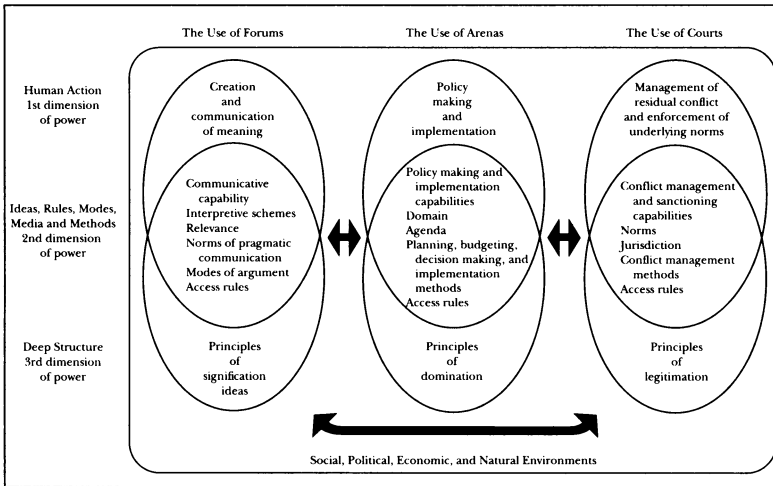 The Use of Forums
The Use of Arenas
The Use of Courts
Human Action
1st dimension
of power
Creation
and
communication
of meaning
Policy
making
and
implementation
Management of
residual conflict
and enforcement of
underlying norms
Ideas, Rules, Modes,
Media and Methods
2nd dimension
of power
Communicative
capability
Interpretive schemes
Relevance
Norms of pragmatic
communication
Modes of argument
Access rules
Policy making and
implementation
capabilities
Domain
Agenda
Planning, budgeting,
decision making, and
implementation
methods
Access rules
Conflict management
and sanctioning
capabilities
Norms
Jurisdiction
Conflict management
methods
Access rules
Deep Structure
3rd dimension
of power
Principles
of
signification
ideas
Principles
of
domination
Principles
of
legitimation
Social, Political, Economic, and Natural Environments